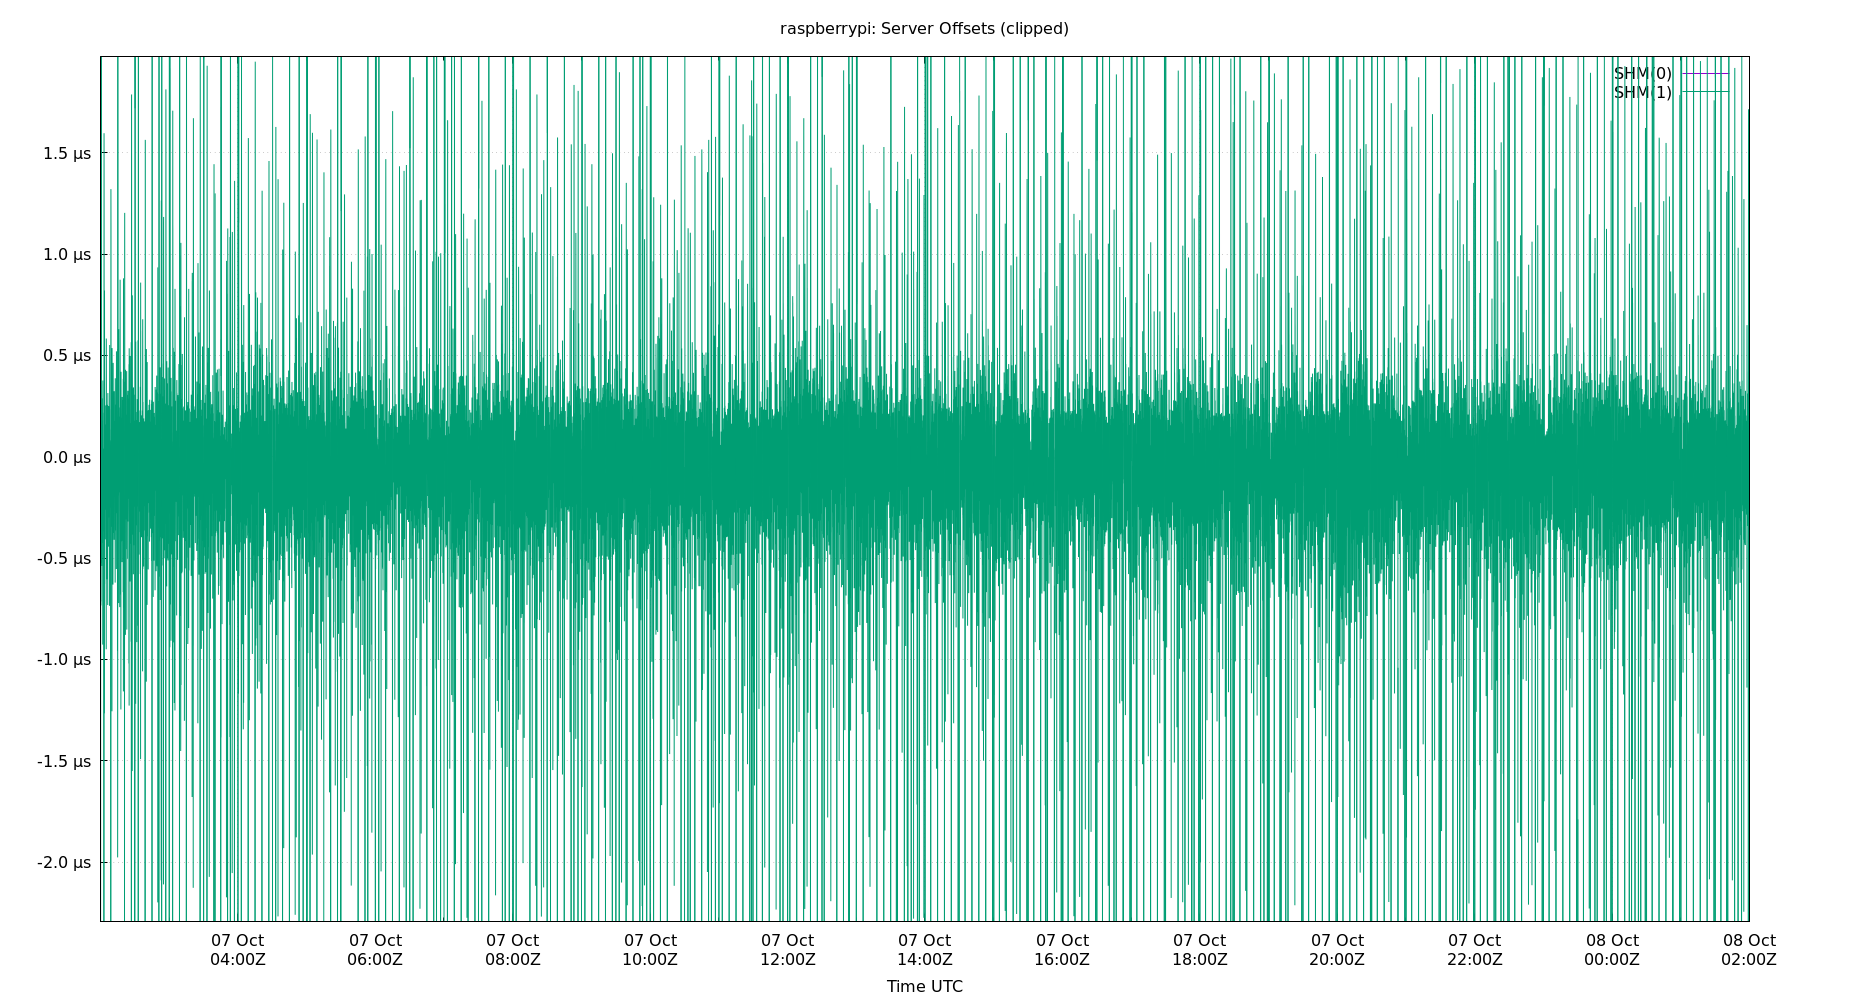 raspberrypi: Server Offsets (clipped)
SHM(0)
SHM(1)
1.5 µs
1.0 µs
0.5 µs
0.0 µs
-0.5 µs
-1.0 µs
-1.5 µs
-2.0 µs
07 Oct 07 Oct 07 Oct 07 Oct 07 Oct 07 Oct 07 Oct 07 Oct 07 Oct 07 Oct 08 Oct 08 Oct
04:00Z 06:00Z 08:00Z 10:00Z 12:00Z 14:00Z 16:00Z 18:00Z 20:00Z 22:00Z 00:00Z 02:00Z
Time UTC